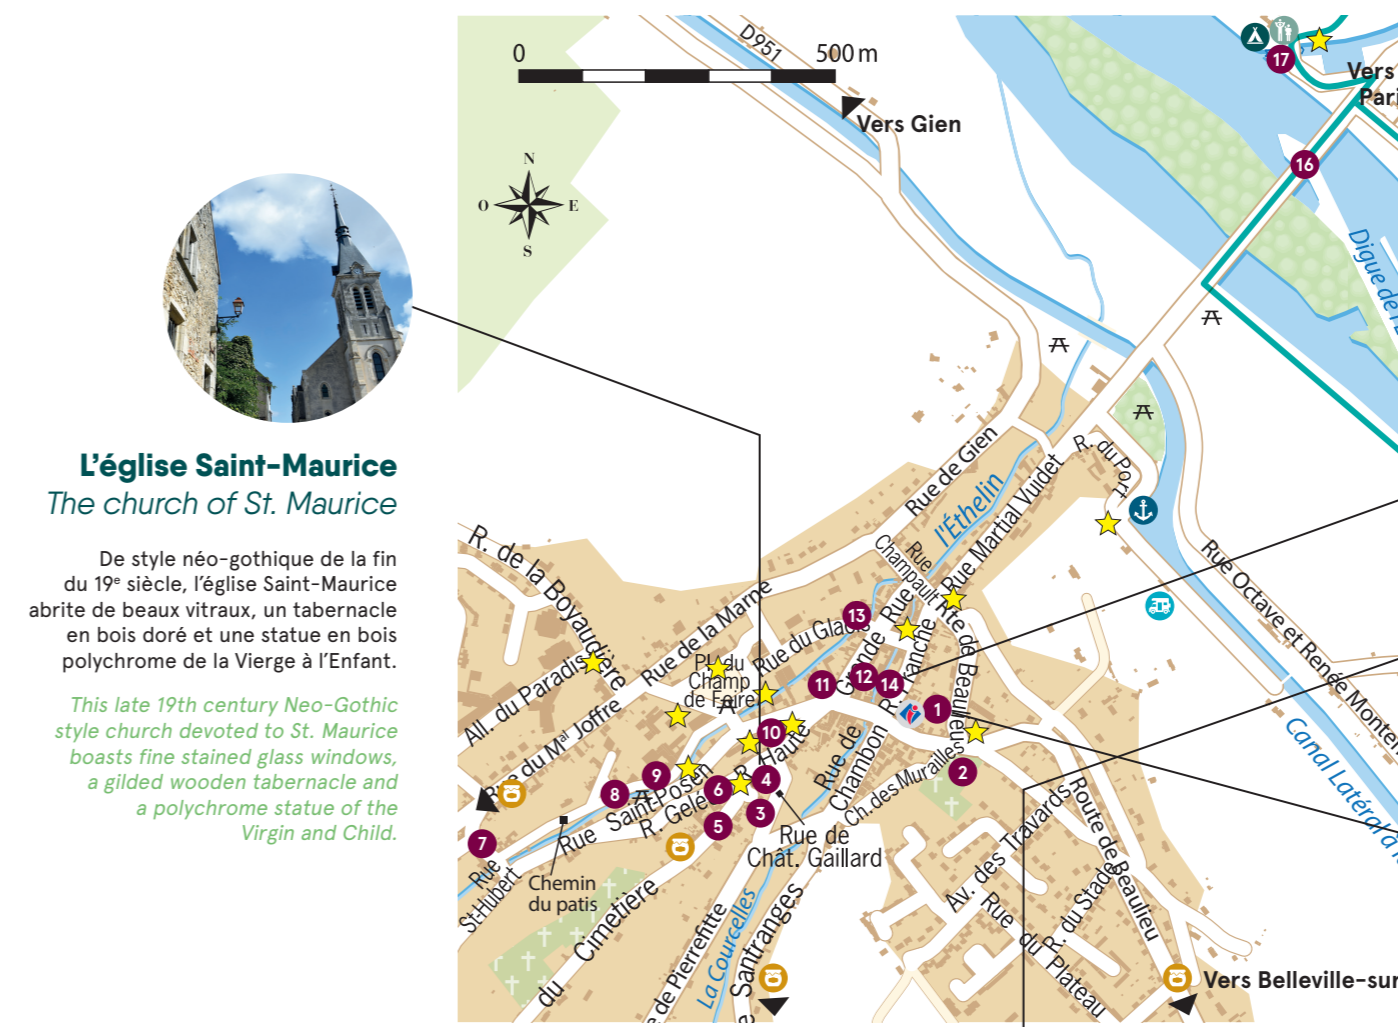 L'église Saint-Maurice
The church of St. Maurice
De style néo-gothique de la fin
du 19e siècle, l'église Saint-Maurice
abrite de beaux vitraux, un tabernacle
en bois doré et une statue en bois
polychrome de la Vierge à l'Enfant.
This late 19th century Neo-Gothic
style church devoted to St. Maurice
boasts fine stained glass windows,
a gilded wooden tabernacle and
a polychrome statue of the
Virgin and Child.
0
500 m
D951
Vers Gien
N
O
E
S
17
Vers
16
Digue de
Rue de Gien
l'Éthelin
Rue Martial Vuidet
R. du Port
Rue Octave et Renée
Canal Latéral à
R. de la Boyaudière
Rue de la Marne
All. du Paradis
du Mal Joffre
Pl. du
Champ
de Foire
Rue du Glacis
Rue
Champault
Grande Rue
R. Franche
Rte de Beaulieu
13
11
12
14
1
10
R. Haute
9
8
6
4
5
3
2
7
Rue Saint-Posen
R. Gelée
Rue de
Chambon
Ch. des Murailles
Rue de
Chât. Gaillard
Rue
St-Hubert
Chemin
du patis
du Cimetière
de Pierrefitte
La Courcelles
Santranges
Av. des Travards
Rue du Plateau
R. du Stade
Route de Beaulieu
Vers Belleville-sur